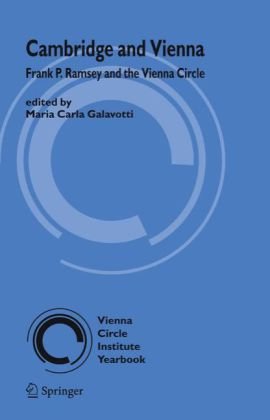 Cambridge and Vienna
Frank P. Ramsey and the Vienna Circle
edited by
Maria Carla Galavotti
Vienna
Circle
Institute
Yearbook
Springer